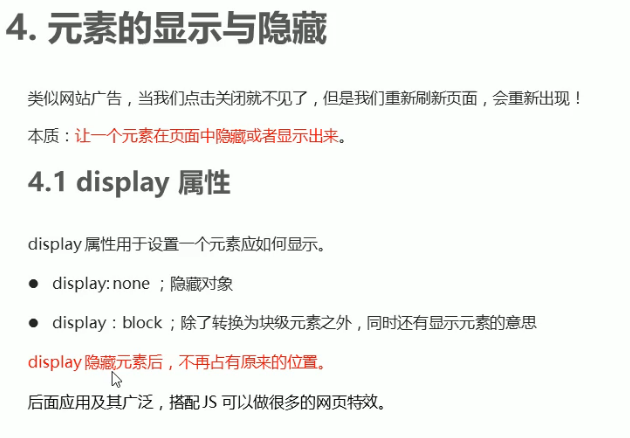 4. 元素的显示与隐藏
类似网站广告，当我们点击关闭就不见了，但是我们重新刷新页面，会重新出现！
本质：让一个元素在页面中隐藏或者显示出来。
4.1 display 属性
display 属性用于设置一个元素应如何显示。
● display: none ；隐藏对象
● display：block ；除了转换为块级元素之外，同时还有显示元素的意思
display 隐藏元素后，不再占有原来的位置。
后面应用及其广泛，搭配 JS 可以做很多的网页特效。